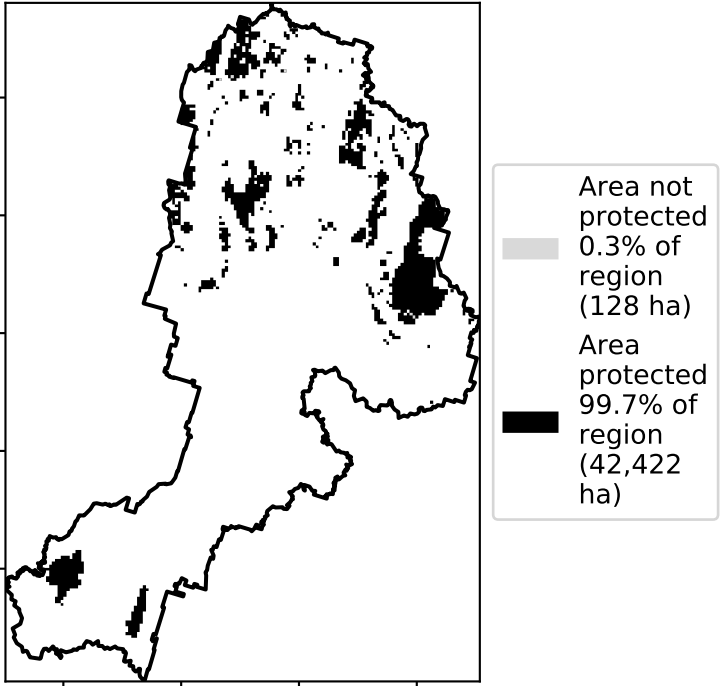 Area not
protected
0.3% of
region
(128 ha)
Area
protected
99.7% of
region
(42,422
ha)